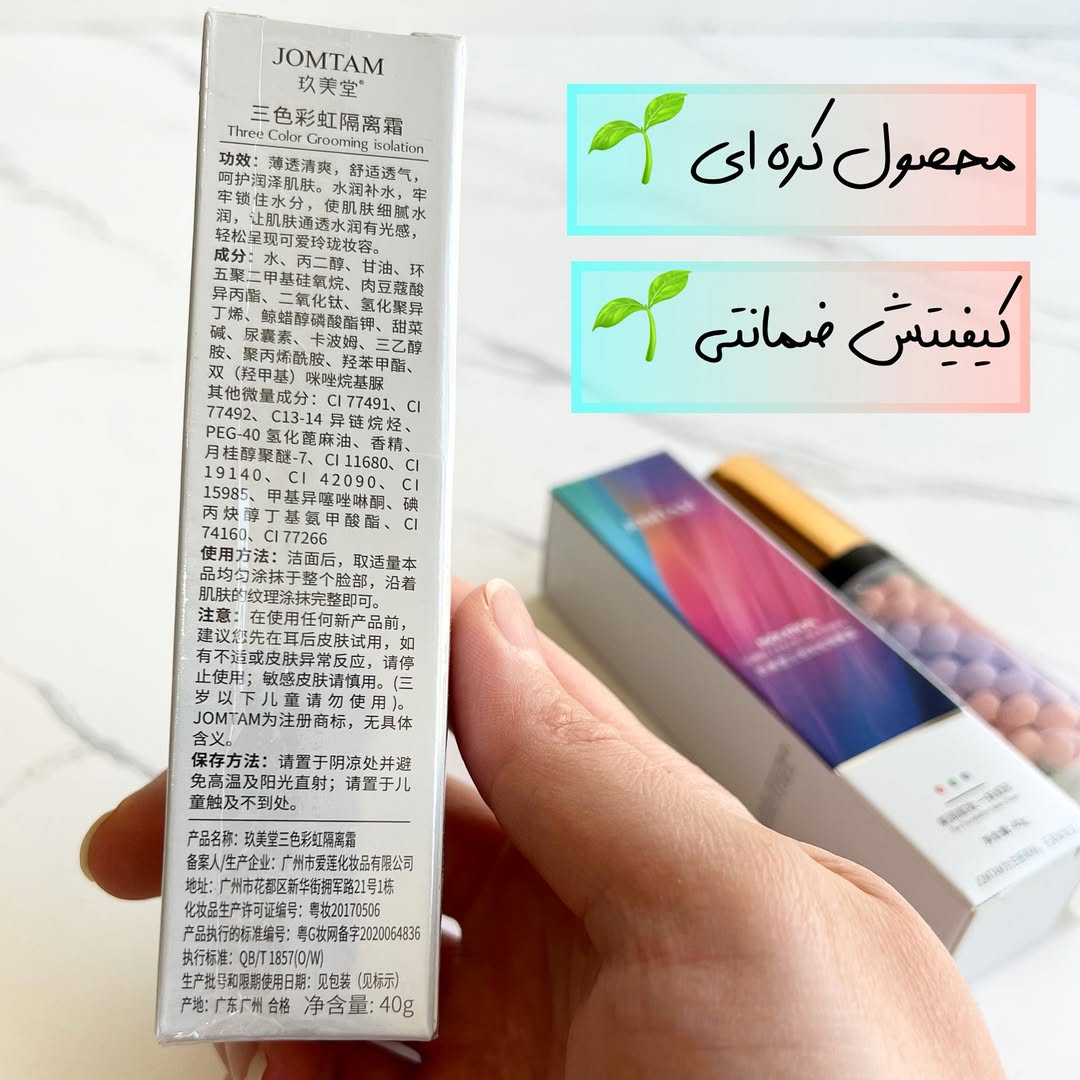 JOMTAM
玖美堂®
三色彩虹隔离霜
Three Color Grooming isolation
功效：薄透清爽，舒适透气，
呵护润泽肌肤。水润补水，牢
牢锁住水分，使肌肤细腻水
润，让肌肤通透水润有光感，
轻松呈现可爱玲珑妆容。
成分：水、丙二醇、甘油、环
五聚二甲基硅氧烷、肉豆蔻酸
异丙酯、二氧化钛、氢化聚异
丁烯、鲸蜡醇磷酸酯钾、甜菜
碱、尿囊素、卡波姆、三乙醇
胺、聚丙烯酰胺、羟苯甲酯、
双（羟甲基）咪唑烷基脲
其他微量成分：CI 77491、CI
77492、C13-14 异链烷烃、
PEG-40 氢化蓖麻油、香精、
月桂醇聚醚-7、CI 11680、CI
19140、CI 42090、CI
15985、甲基异噻唑啉酮、碘
丙炔醇丁基氨甲酸酯、CI
74160、CI 77266
使用方法：洁面后，取适量本
品均匀涂抹于整个脸部，沿着
肌肤的纹理涂抹完整即可。
注意：在使用任何新产品前，
建议您先在耳后皮肤试用，如
有不适或皮肤异常反应，请停
止使用；敏感皮肤请慎用。(三
岁以下儿童请勿使用)。
JOMTAM为注册商标，无具体
含义。
保存方法：请置于阴凉处并避
免高温及阳光直射；请置于儿
童触及不到处。
产品名称：玖美堂三色彩虹隔离霜
备案人/生产企业：广州市爱莲化妆品有限公司
地址：广州市花都区新华街拥军路21号1栋
化妆品生产许可证编号：粤妆20170506
产品执行的标准编号：粤G妆网备字2020064836
执行标准：QB/T 1857(O/W)
生产批号和限期使用日期：见包装（见标示）
产地：广东广州 合格 净含量: 40g
محصول کره ای
کیفیتش ضمانتی
JOMTAM